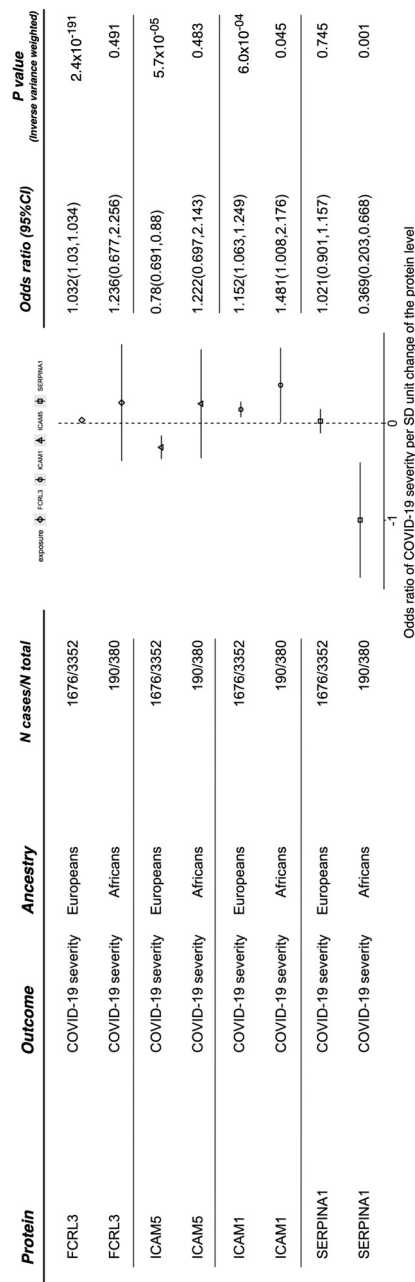 Protein Outcome Ancestry N cases/N total Odds ratio (95%CI) P value
(Inverse variance weighted)
exposure FCRL3 ICAM1 ICAM5 SERPINA1
FCRL3 COVID-19 severity Europeans 1676/3352 1.032(1.03,1.034) 2.4x10-191
FCRL3 COVID-19 severity Africans 190/380 1.236(0.677,2.256) 0.491
ICAM5 COVID-19 severity Europeans 1676/3352 0.78(0.691,0.88) 5.7x10-05
ICAM5 COVID-19 severity Africans 190/380 1.222(0.697,2.143) 0.483
ICAM1 COVID-19 severity Europeans 1676/3352 1.152(1.063,1.249) 6.0x10-04
ICAM1 COVID-19 severity Africans 190/380 1.481(1.008,2.176) 0.045
SERPINA1 COVID-19 severity Europeans 1676/3352 1.021(0.901,1.157) 0.745
SERPINA1 COVID-19 severity Africans 190/380 0.369(0.203,0.668) 0.001
-1 0
Odds ratio of COVID-19 severity per SD unit change of the protein level